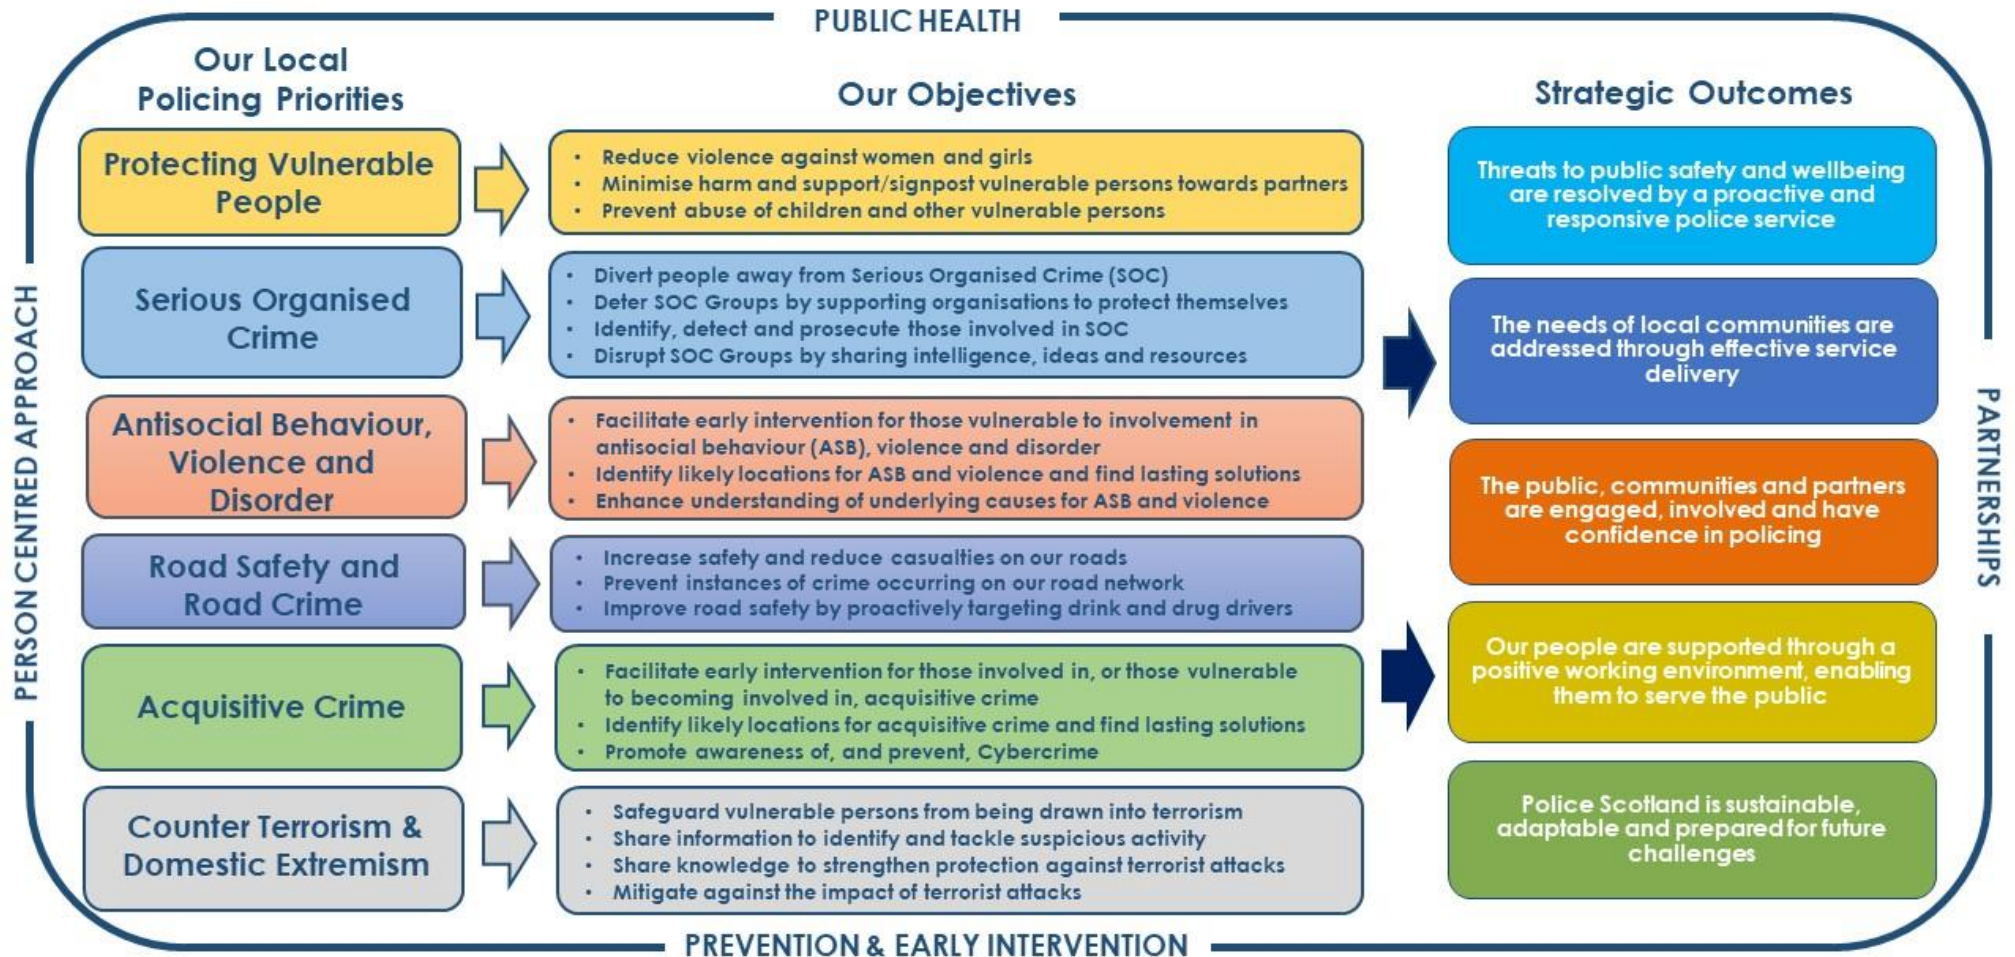 PUBLIC HEALTH
Our Local
Policing Priorities
Our Objectives
Strategic Outcomes
Protecting Vulnerable
People
• Reduce violence against women and girls
• Minimise harm and support/signpost vulnerable persons towards partners
• Prevent abuse of children and other vulnerable persons
Serious Organised
Crime
• Divert people away from Serious Organised Crime (SOC)
• Deter SOC Groups by supporting organisations to protect themselves
• Identify, detect and prosecute those involved in SOC
• Disrupt SOC Groups by sharing intelligence, ideas and resources
Antisocial Behaviour,
Violence and
Disorder
• Facilitate early intervention for those vulnerable to involvement in
antisocial behaviour (ASB), violence and disorder
• Identify likely locations for ASB and violence and find lasting solutions
• Enhance understanding of underlying causes for ASB and violence
Road Safety and
Road Crime
• Increase safety and reduce casualties on our roads
• Prevent instances of crime occurring on our road network
• Improve road safety by proactively targeting drink and drug drivers
Acquisitive Crime
• Facilitate early intervention for those involved in, or those vulnerable
to becoming involved in, acquisitive crime
• Identify likely locations for acquisitive crime and find lasting solutions
• Promote awareness of, and prevent, Cybercrime
Counter Terrorism &
Domestic Extremism
• Safeguard vulnerable persons from being drawn into terrorism
• Share information to identify and tackle suspicious activity
• Share knowledge to strengthen protection against terrorist attacks
• Mitigate against the impact of terrorist attacks
Threats to public safety and wellbeing
are resolved by a proactive and
responsive police service
The needs of local communities are
addressed through effective service
delivery
The public, communities and partners
are engaged, involved and have
confidence in policing
Our people are supported through a
positive working environment, enabling
them to serve the public
Police Scotland is sustainable,
adaptable and prepared for future
challenges
PERSON CENTRED APPROACH
PARTNERSHIPS
PREVENTION & EARLY INTERVENTION